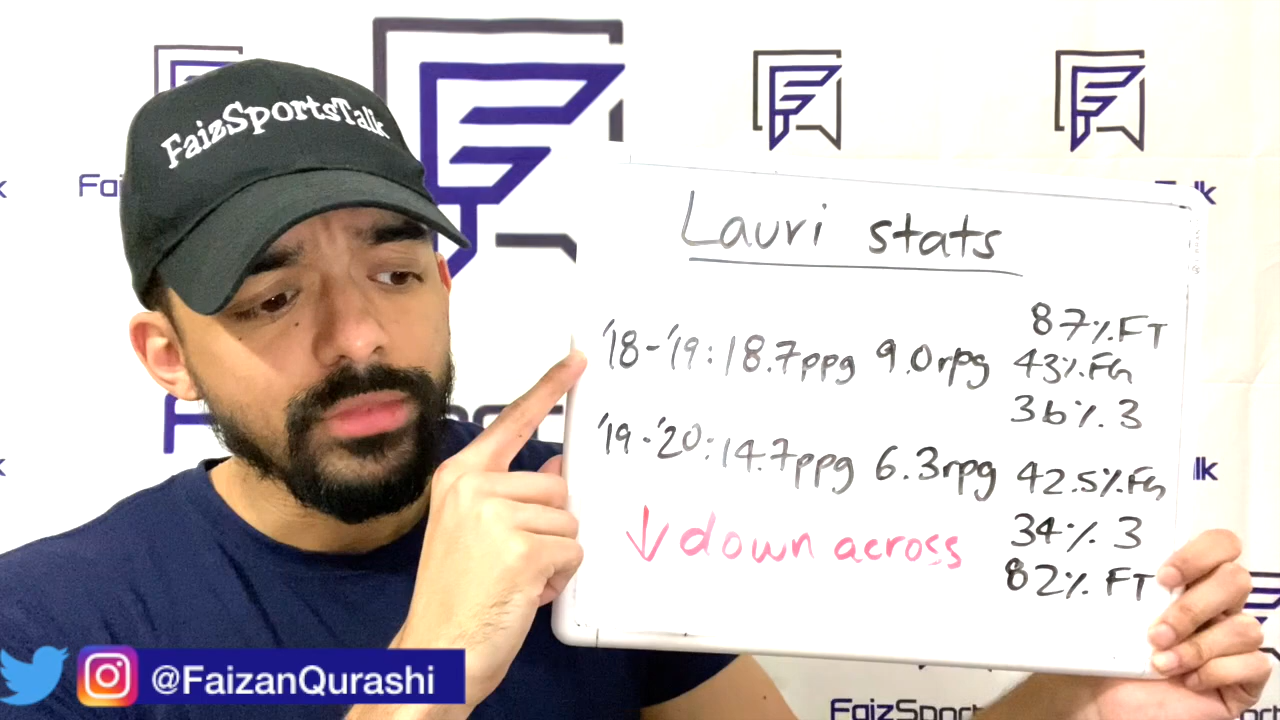 FaizSportsTalk
Lauri stats
'18-'19: 18.7ppg 9.0rpg 87% FT
43% FG
36% 3
'19-'20: 14.7ppg 6.3rpg 42.5% FG
34% 3
82% FT
↓ down across
@FaizanQurashi
FaizSport